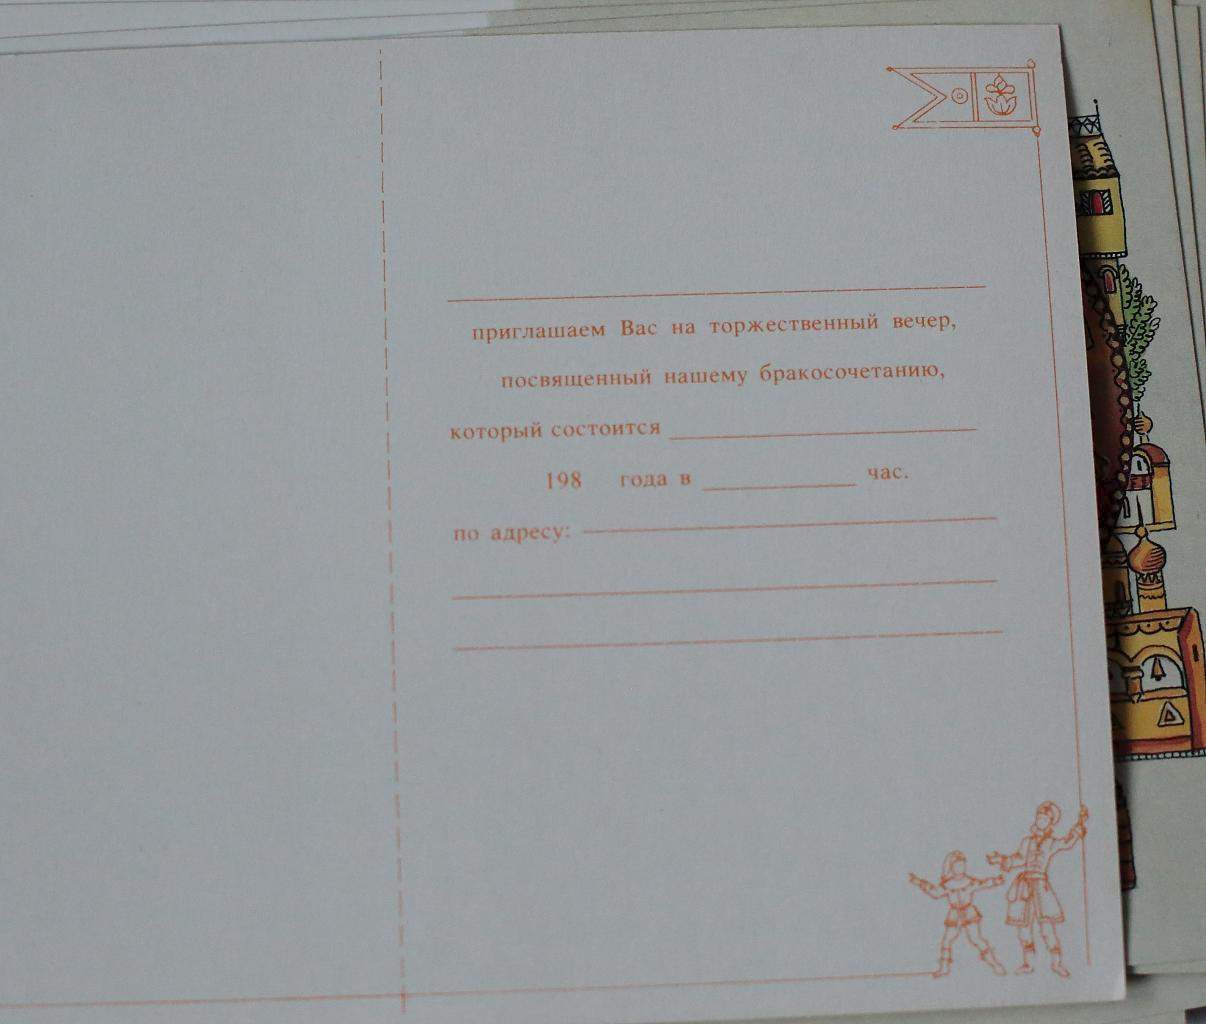 приглашаем Вас на торжественный вечер,
посвященный нашему бракосочетанию,
который состоится
198 года в час.
по адресу: